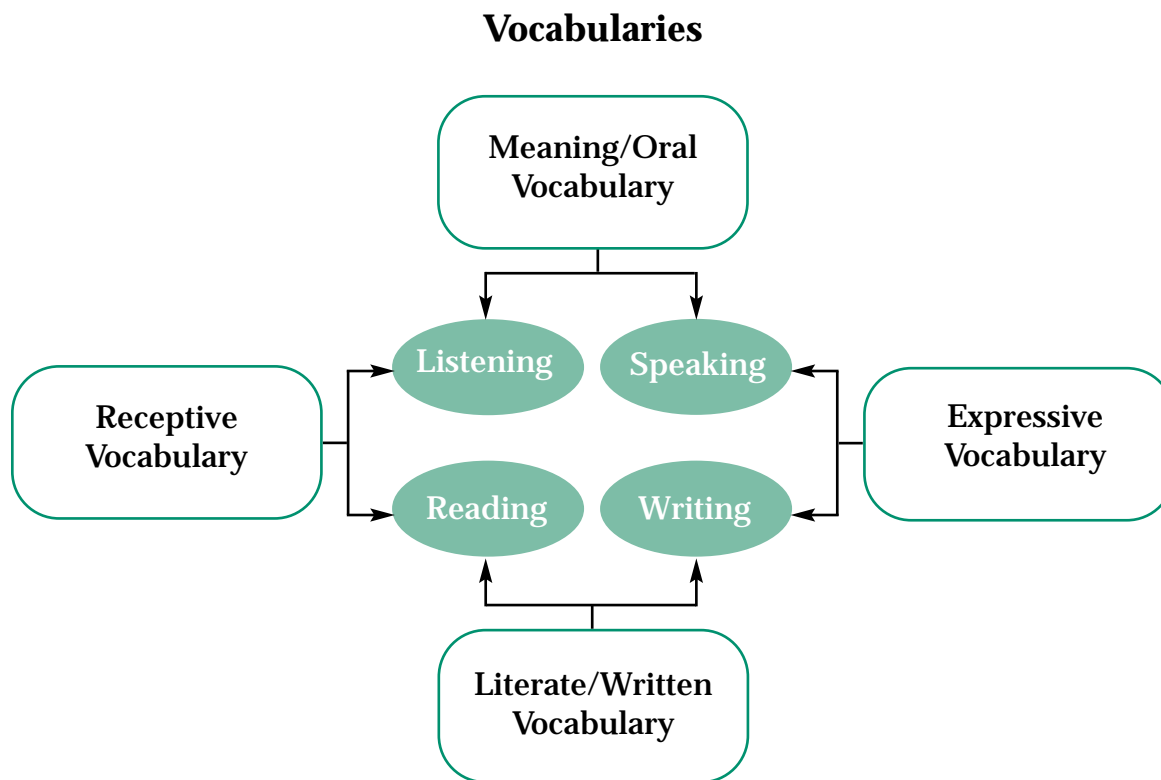 Vocabularies
Meaning/Oral
Vocabulary
Listening
Speaking
Receptive
Vocabulary
Expressive
Vocabulary
Reading
Writing
Literate/Written
Vocabulary